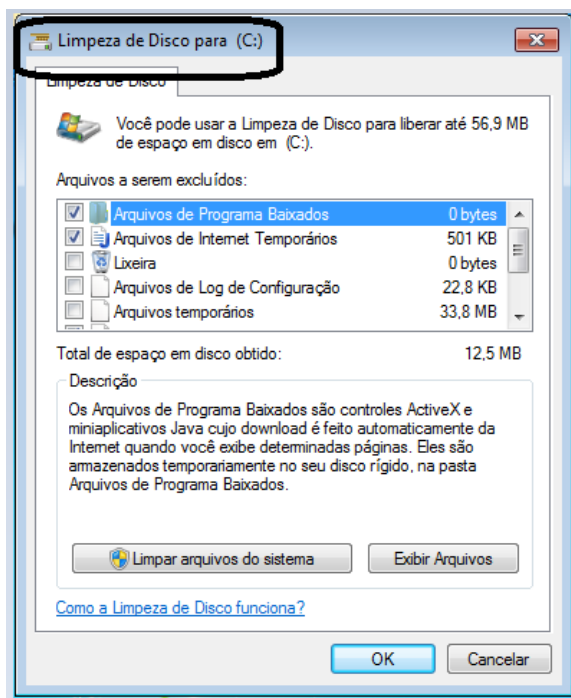 Limpeza de Disco para (C:)
Limpeza de Disco
Você pode usar a Limpeza de Disco para liberar até 56,9 MB
de espaço em disco em (C:).
Arquivos a serem excluídos:
Arquivos de Programa Baixados 0 bytes
Arquivos de Internet Temporários 501 KB
Lixeira 0 bytes
Arquivos de Log de Configuração 22,8 KB
Arquivos temporários 33,8 MB
Total de espaço em disco obtido: 12,5 MB
Descrição
Os Arquivos de Programa Baixados são controles ActiveX e
miniaplicativos Java cujo download é feito automaticamente da
Internet quando você exibe determinadas páginas. Eles são
armazenados temporariamente no seu disco rígido, na pasta
Arquivos de Programa Baixados.
Limpar arquivos do sistema Exibir Arquivos
Como a Limpeza de Disco funciona?
OK Cancelar